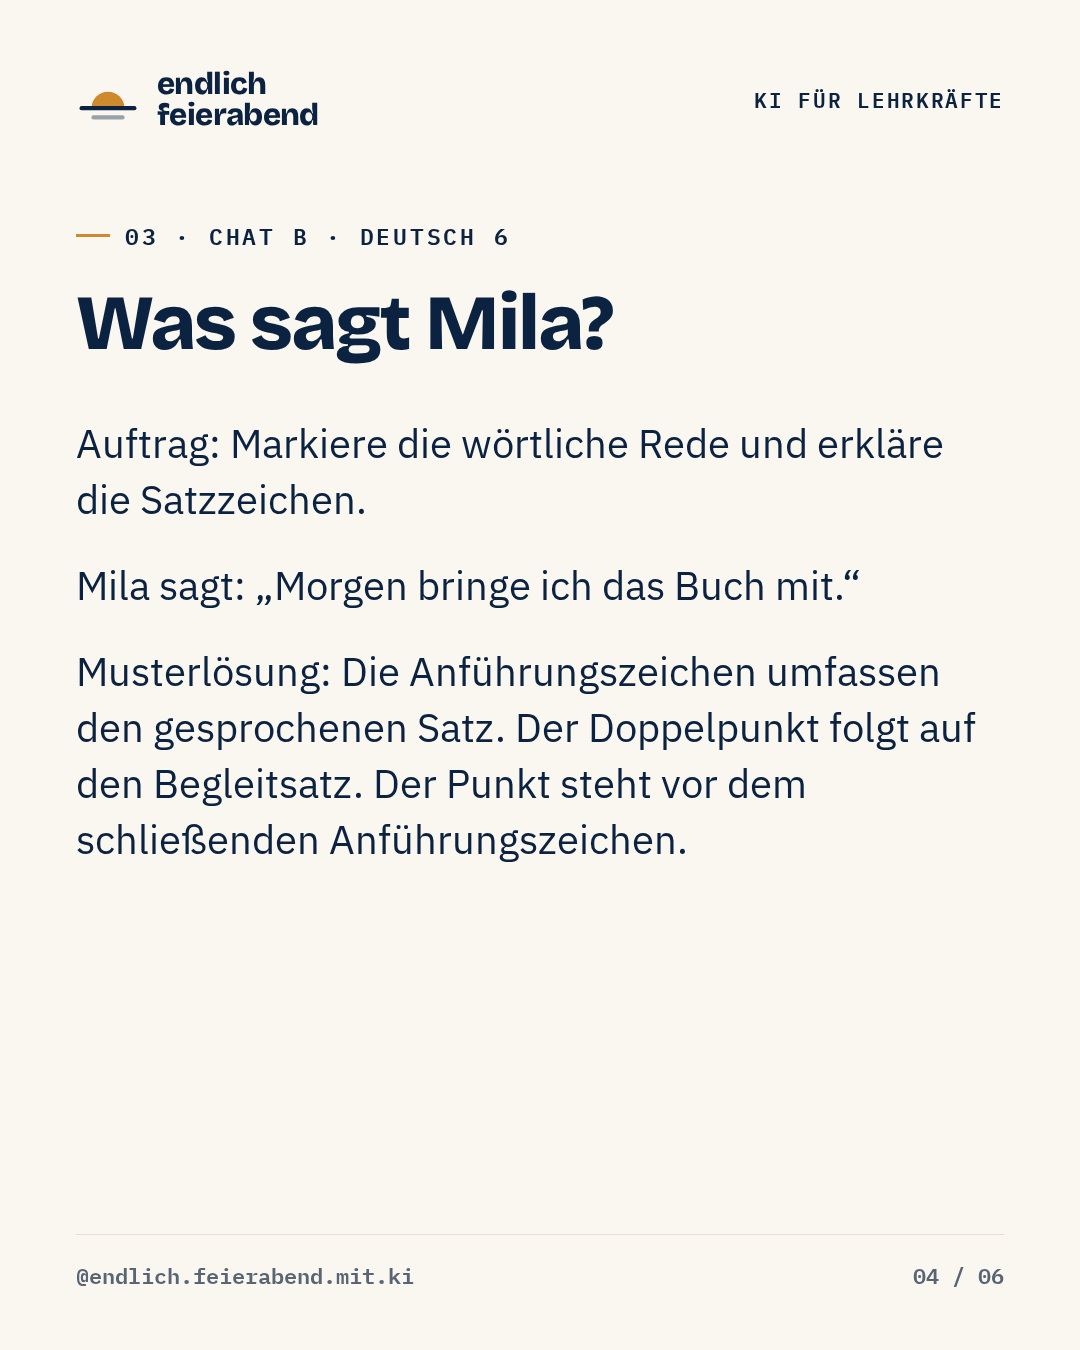 endlich
feierabend
KI FÜR LEHRKRÄFTE
03 · CHAT B · DEUTSCH 6
Was sagt Mila?
Auftrag: Markiere die wörtliche Rede und erkläre
die Satzzeichen.
Mila sagt: „Morgen bringe ich das Buch mit.“
Musterlösung: Die Anführungszeichen umfassen
den gesprochenen Satz. Der Doppelpunkt folgt auf
den Begleitsatz. Der Punkt steht vor dem
schließenden Anführungszeichen.
@endlich.feierabend.mit.ki
04 / 06